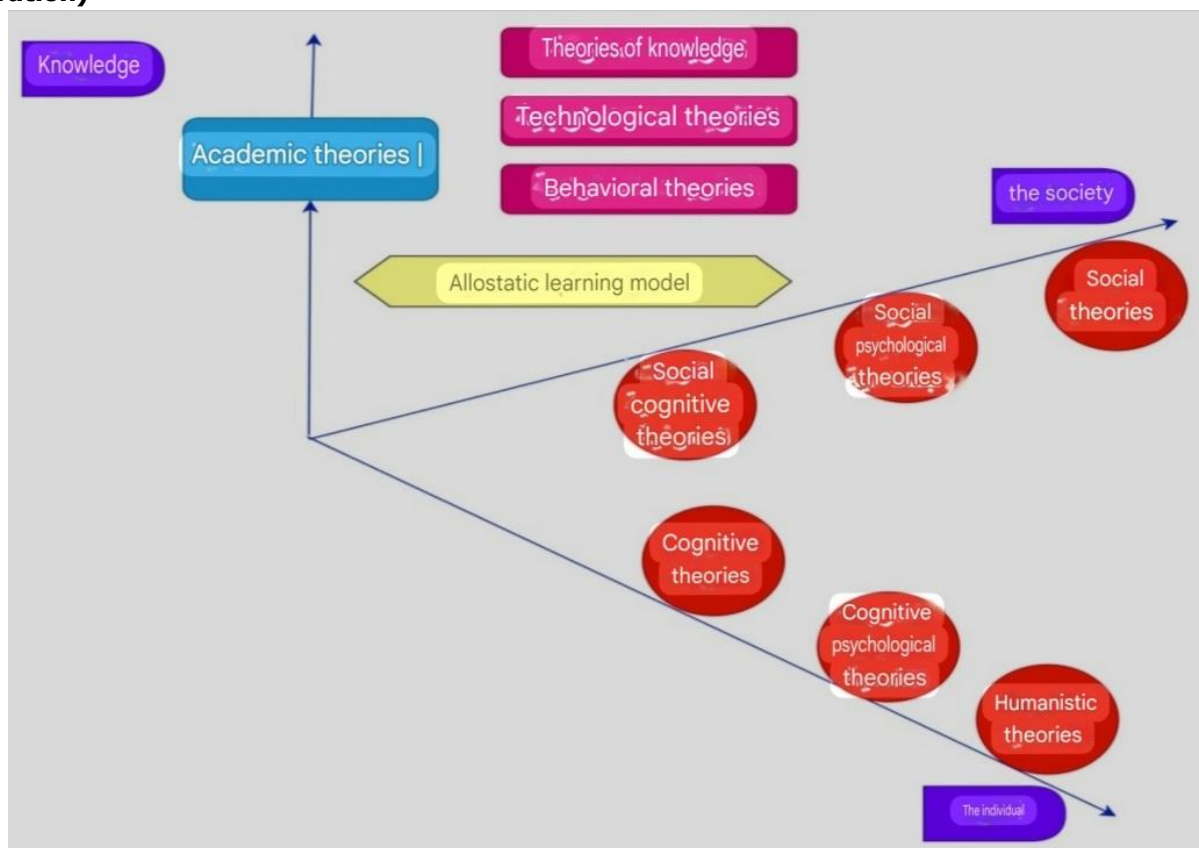 Knowledge
Theories of knowledge
Technological theories
Academic theories |
Behavioral theories
the society
Allostatic learning model
Social
theories
Social
psychological
theories
Social
cognitive
theories
Cognitive
theories
Cognitive
psychological
theories
Humanistic
theories
The individual